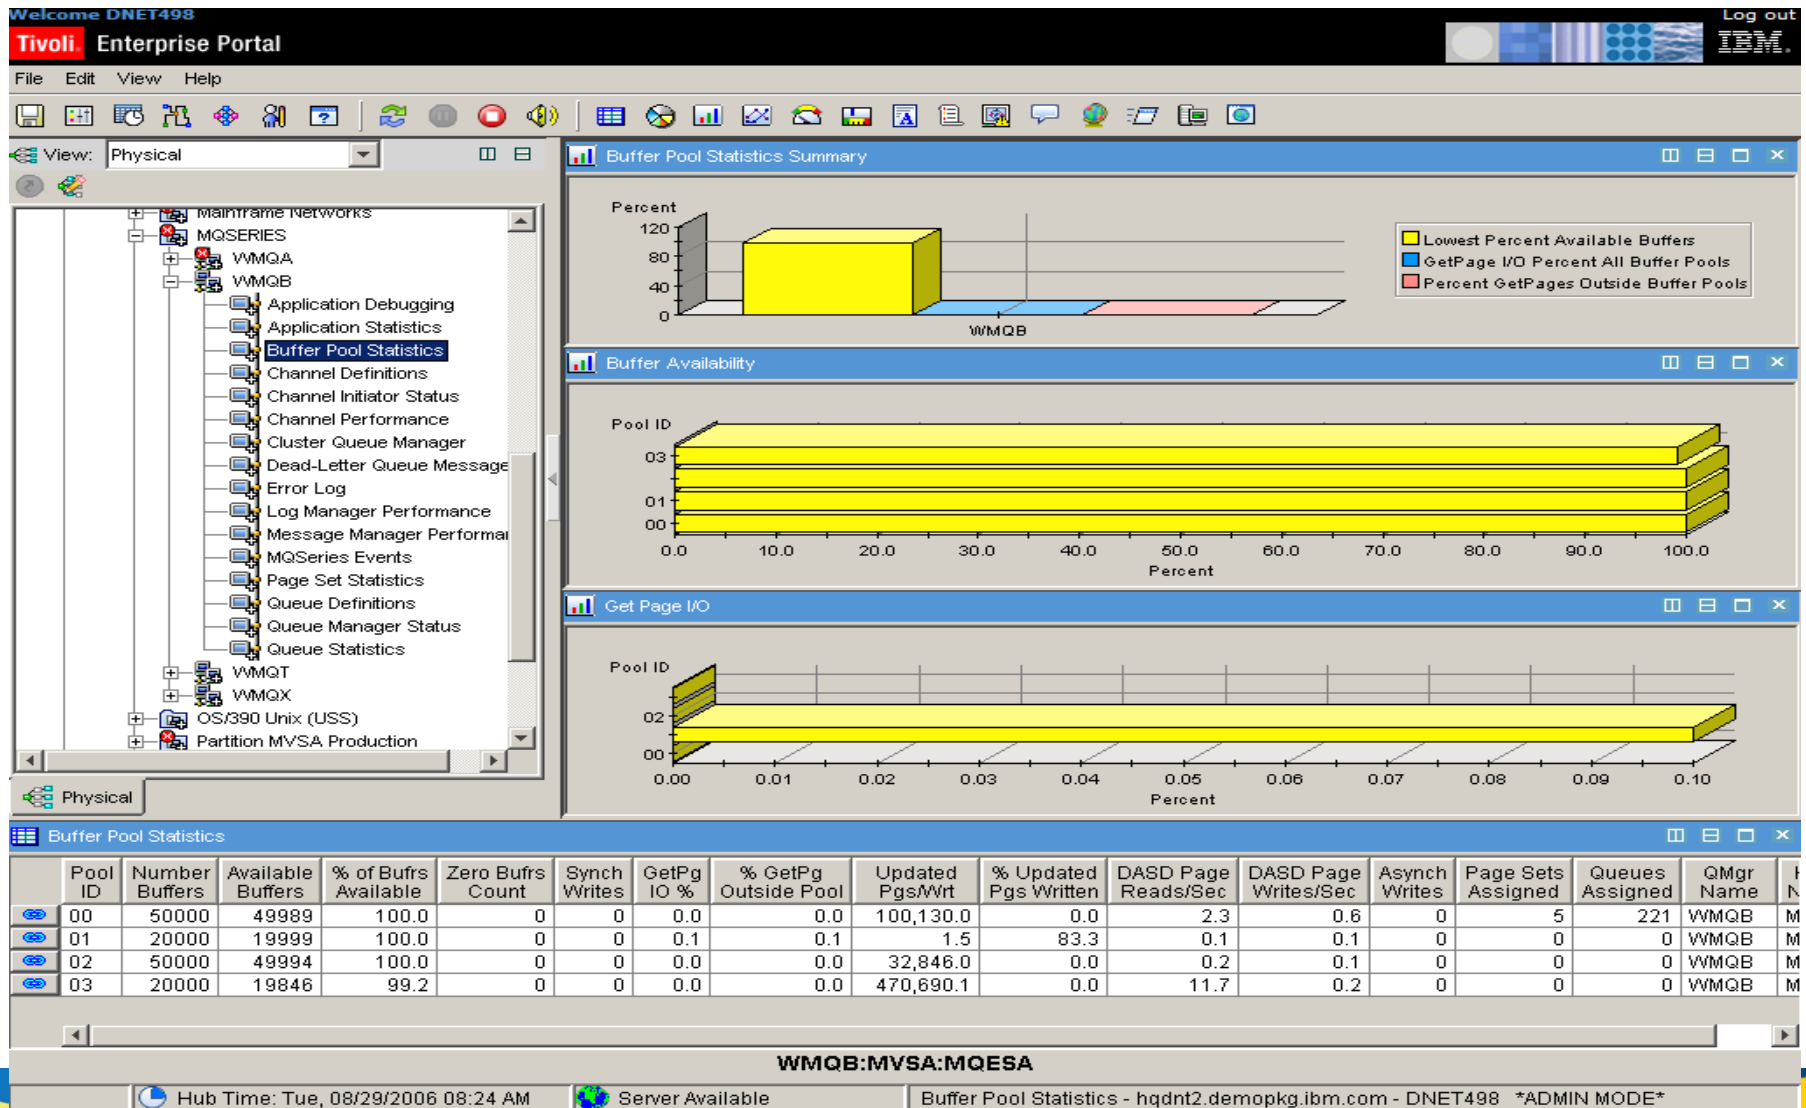 Welcome DNET498
Log out
Tivoli. Enterprise Portal
IBM.
File Edit View Help
View: Physical
Mainframe Networks
MQSERIES
WMQA
WMQB
Application Debugging
Application Statistics
Buffer Pool Statistics
Channel Definitions
Channel Initiator Status
Channel Performance
Cluster Queue Manager
Dead-Letter Queue Message
Error Log
Log Manager Performance
Message Manager Performa
MQSeries Events
Page Set Statistics
Queue Definitions
Queue Manager Status
Queue Statistics
WMQT
WMQX
OS/390 Unix (USS)
Partition MVSA Production
Physical
Buffer Pool Statistics Summary
Percent
120
80
40
0
WMQB
Lowest Percent Available Buffers
GetPage I/O Percent All Buffer Pools
Percent GetPages Outside Buffer Pools
Buffer Availability
Pool ID
03
01
00
0.0 10.0 20.0 30.0 40.0 50.0 60.0 70.0 80.0 90.0 100.0
Percent
Get Page I/O
Pool ID
02
00
0.00 0.01 0.02 0.03 0.04 0.05 0.06 0.07 0.08 0.09 0.10
Percent
Buffer Pool Statistics
Pool ID Number Buffers Available Buffers % of Bufrs Available Zero Bufrs Count Synch Writes GetPg IO % % GetPg Outside Pool Updated Pgs/Wrt % Updated Pgs Written DASD Page Reads/Sec DASD Page Writes/Sec Asynch Writes Page Sets Assigned Queues Assigned QMgr Name
00 50000 49989 100.0 0 0 0.0 0.0 100,130.0 0.0 2.3 0.6 0 5 221 WMQB M
01 20000 19999 100.0 0 0 0.1 0.1 1.5 83.3 0.1 0.1 0 0 0 WMQB M
02 50000 49994 100.0 0 0 0.0 0.0 32,846.0 0.0 0.2 0.1 0 0 0 WMQB M
03 20000 19846 99.2 0 0 0.0 0.0 470,690.1 0.0 11.7 0.2 0 0 0 WMQB M
WMQB:MVSA:MQESA
Hub Time: Tue, 08/29/2006 08:24 AM
Server Available
Buffer Pool Statistics - hqdnt2.demopkg.ibm.com - DNET498 *ADMIN MODE*